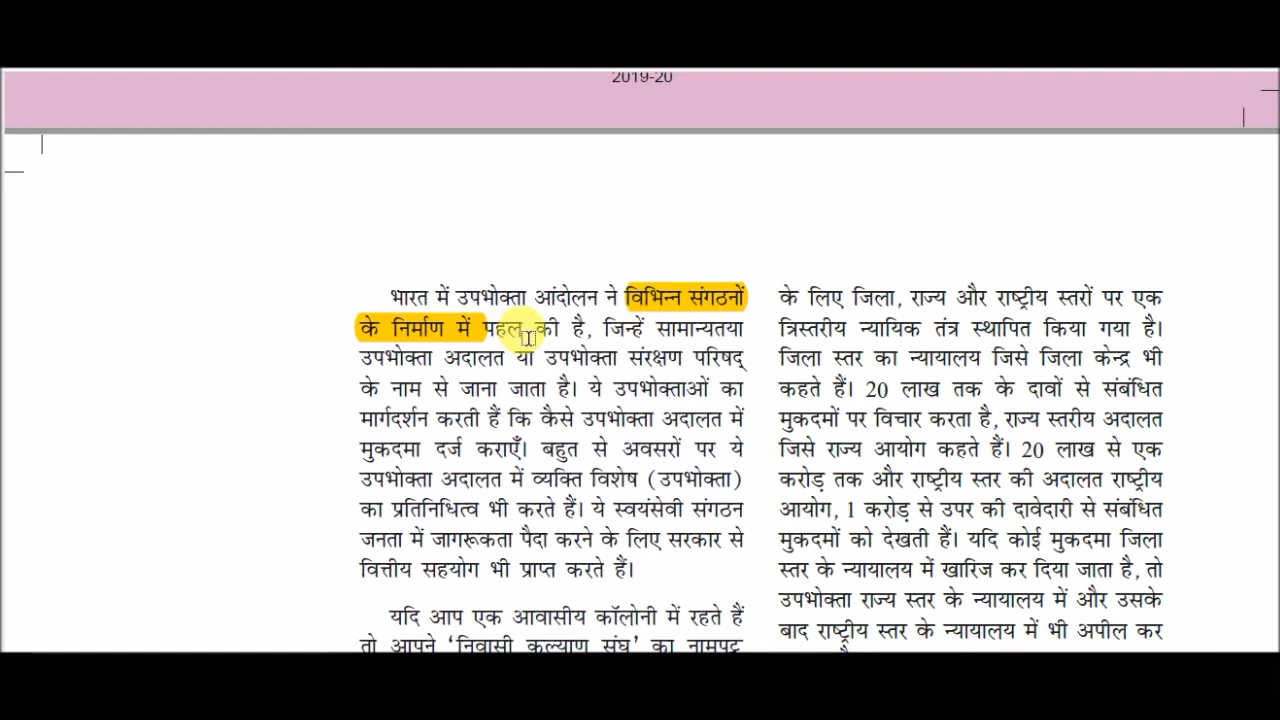 2019-20
भारत में उपभोक्ता आंदोलन ने विभिन्न संगठनों
के निर्माण में पहल की है, जिन्हें सामान्यतया
उपभोक्ता अदालत या उपभोक्ता संरक्षण परिषद्
के नाम से जाना जाता है। ये उपभोक्ताओं का
मार्गदर्शन करती हैं कि कैसे उपभोक्ता अदालत में
मुकदमा दर्ज कराएँ। बहुत से अवसरों पर ये
उपभोक्ता अदालत में व्यक्ति विशेष (उपभोक्ता)
का प्रतिनिधित्व भी करते हैं। ये स्वयंसेवी संगठन
जनता में जागरूकता पैदा करने के लिए सरकार से
वित्तीय सहयोग भी प्राप्त करते हैं।
यदि आप एक आवासीय कॉलोनी में रहते हैं
तो आपने ‘निवासी कल्याण संघ’ का नामपट्ट
के लिए जिला, राज्य और राष्ट्रीय स्तरों पर एक
त्रिस्तरीय न्यायिक तंत्र स्थापित किया गया है।
जिला स्तर का न्यायालय जिसे जिला केन्द्र भी
कहते हैं। 20 लाख तक के दावों से संबंधित
मुकदमों पर विचार करता है, राज्य स्तरीय अदालत
जिसे राज्य आयोग कहते हैं। 20 लाख से एक
करोड़ तक और राष्ट्रीय स्तर की अदालत राष्ट्रीय
आयोग, 1 करोड़ से उपर की दावेदारी से संबंधित
मुकदमों को देखती हैं। यदि कोई मुकदमा जिला
स्तर के न्यायालय में खारिज कर दिया जाता है, तो
उपभोक्ता राज्य स्तर के न्यायालय में और उसके
बाद राष्ट्रीय स्तर के न्यायालय में भी अपील कर